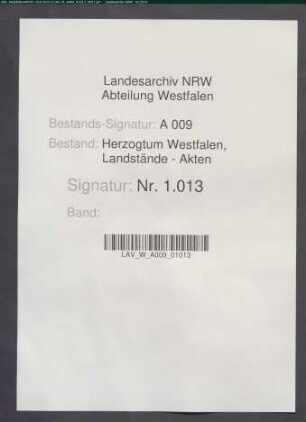 Landesarchiv NRW
Abteilung Westfalen
Bestands-Signatur: A 009
Bestand: Herzogtum Westfalen,
Landstände - Akten
Signatur: Nr. 1.013
Band:
LAV_W_A009_01013